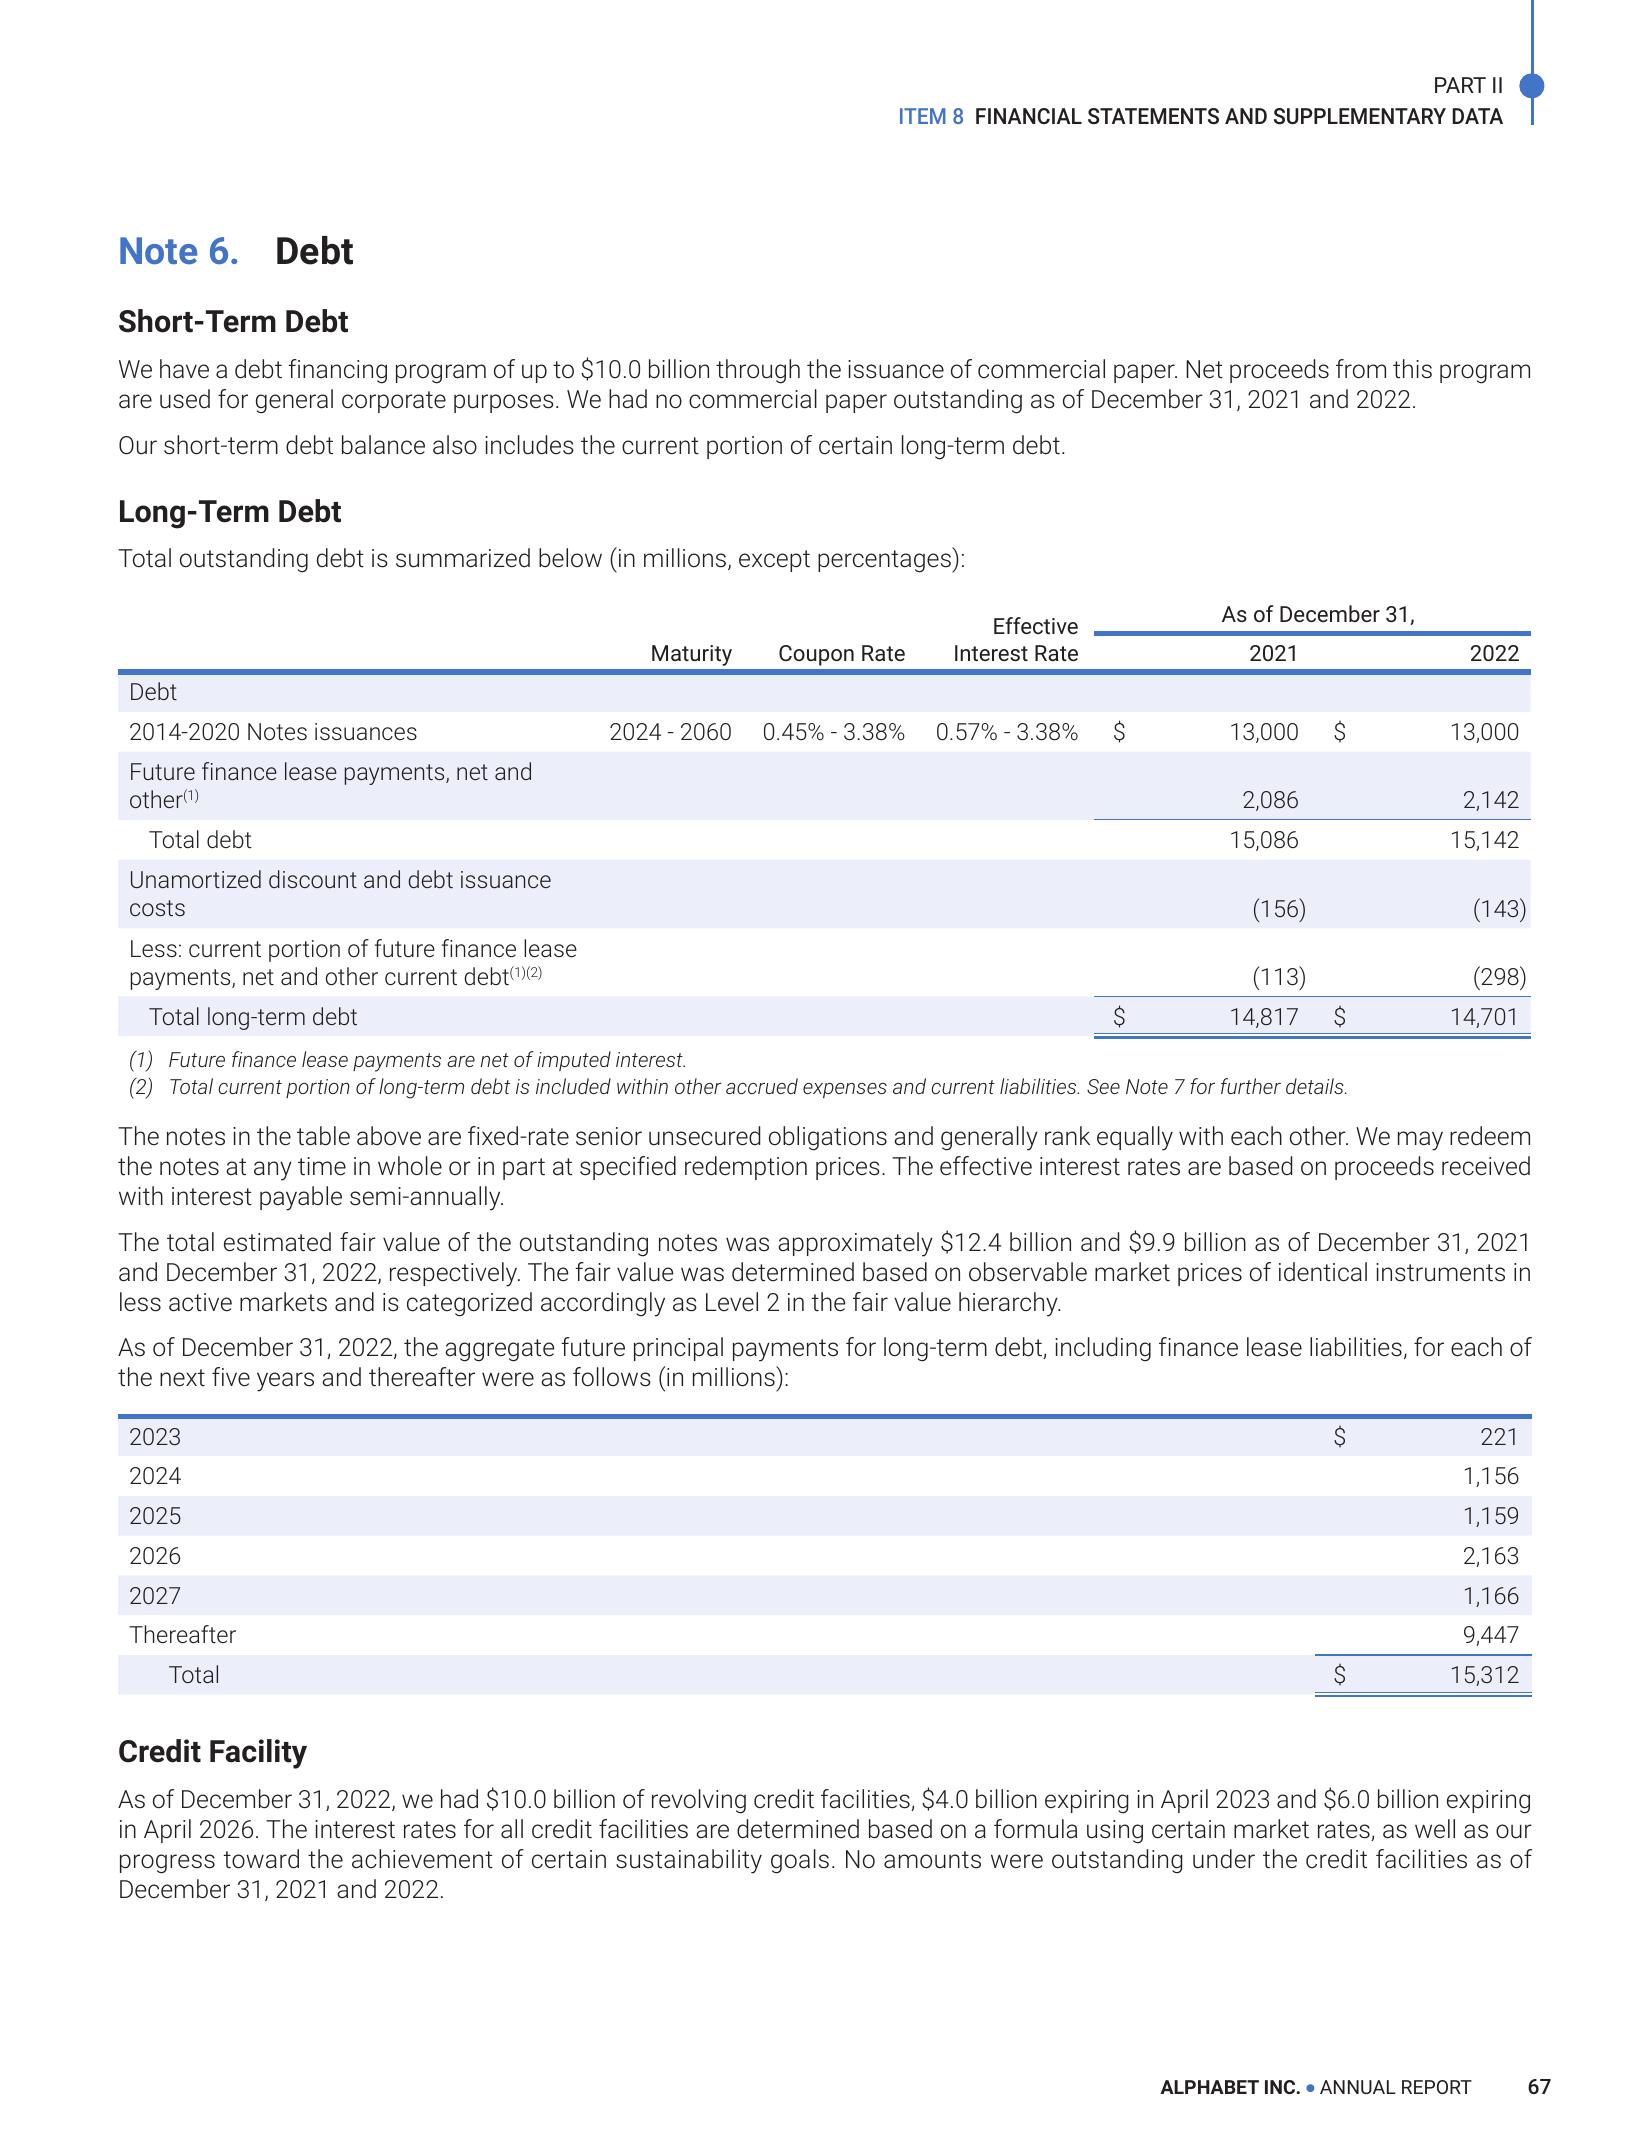 PART II
ITEM 8 FINANCIAL STATEMENTS AND SUPPLEMENTARY DATA
Note 6. Debt
Short-Term Debt
We have a debt financing program of up to $10.0 billion through the issuance of commercial paper. Net proceeds from this program
are used for general corporate purposes. We had no commercial paper outstanding as of December 31, 2021 and 2022.
Our short-term debt balance also includes the current portion of certain long-term debt.
Long-Term Debt
Total outstanding debt is summarized below (in millions, except percentages):
As of December 31,
Effective
Maturity Coupon Rate Interest Rate 2021 2022
Debt
2014-2020 Notes issuances 2024 - 2060 0.45% - 3.38% 0.57% - 3.38% $ 13,000 $ 13,000
Future finance lease payments, net and
other(1) 2,086 2,142
Total debt 15,086 15,142
Unamortized discount and debt issuance
costs (156) (143)
Less: current portion of future finance lease
payments, net and other current debt(1)(2) (113) (298)
Total long-term debt $ 14,817 $ 14,701
(1) Future finance lease payments are net of imputed interest.
(2) Total current portion of long-term debt is included within other accrued expenses and current liabilities. See Note 7 for further details.
The notes in the table above are fixed-rate senior unsecured obligations and generally rank equally with each other. We may redeem
the notes at any time in whole or in part at specified redemption prices. The effective interest rates are based on proceeds received
with interest payable semi-annually.
The total estimated fair value of the outstanding notes was approximately $12.4 billion and $9.9 billion as of December 31, 2021
and December 31, 2022, respectively. The fair value was determined based on observable market prices of identical instruments in
less active markets and is categorized accordingly as Level 2 in the fair value hierarchy.
As of December 31, 2022, the aggregate future principal payments for long-term debt, including finance lease liabilities, for each of
the next five years and thereafter were as follows (in millions):
2023 $ 221
2024 1,156
2025 1,159
2026 2,163
2027 1,166
Thereafter 9,447
Total $ 15,312
Credit Facility
As of December 31, 2022, we had $10.0 billion of revolving credit facilities, $4.0 billion expiring in April 2023 and $6.0 billion expiring
in April 2026. The interest rates for all credit facilities are determined based on a formula using certain market rates, as well as our
progress toward the achievement of certain sustainability goals. No amounts were outstanding under the credit facilities as of
December 31, 2021 and 2022.
ALPHABET INC. • ANNUAL REPORT 67